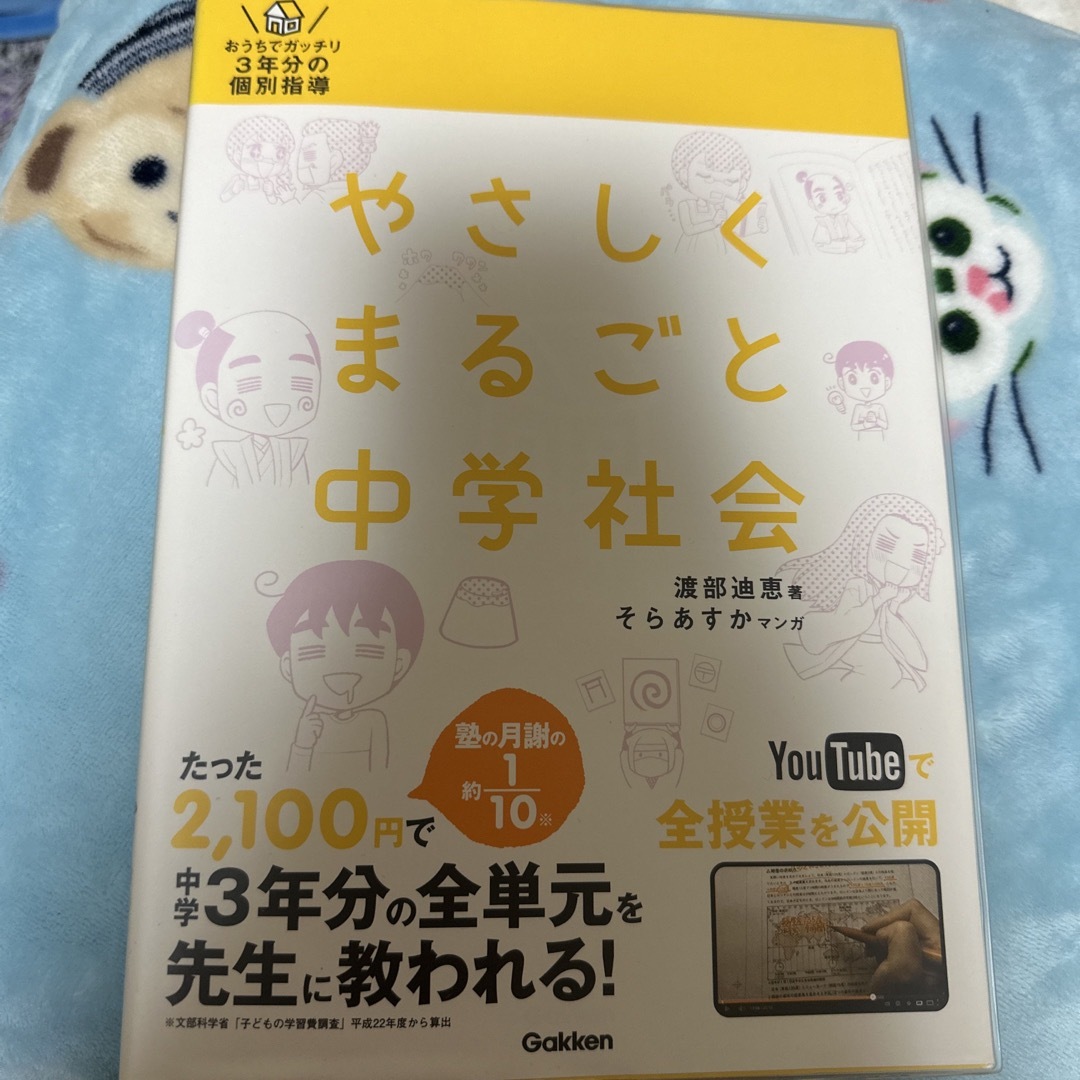 おうちでガッチリ
3年分の
個別指導
やさしく
まるごと
中学社会
渡部迪恵著
そらあすかマンガ
塾の月謝の
約1/10※
たった
2,100円で
中学3年分の全単元を
先生に教われる!
※文部科学省「子どもの学習費調査」平成22年度から算出
YouTubeで
全授業を公開
Gakken